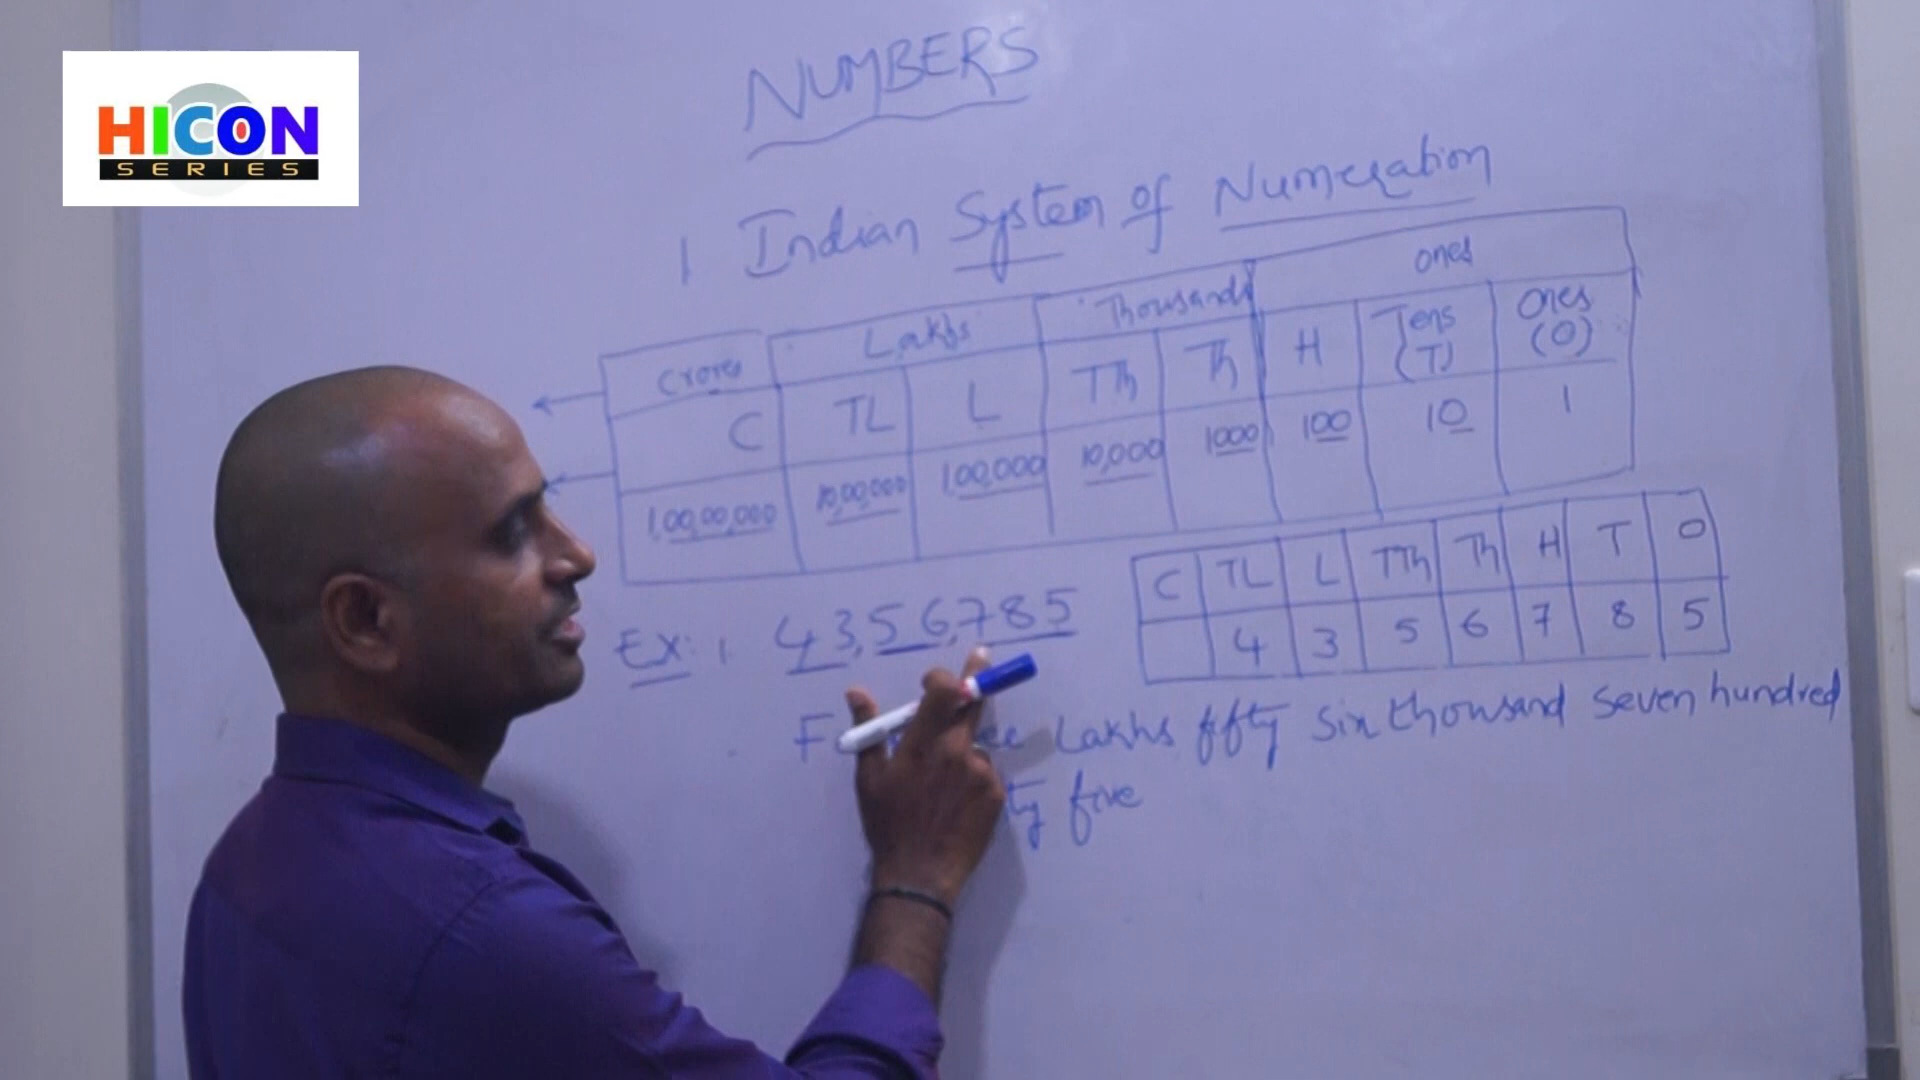 HICON
SERIES
NUMBERS
1 Indian System of Numeration
Crores Lakhs Thousands Ones
C TL L TTh Th H Tens (T) Ones (O)
1,00,00,000 10,00,000 1,00,000 10,000 1000 100 10 1
C TL L TTh Th H T O
4 3 5 6 7 8 5
EX: 1 43,56,785
Lakhs fifty six thousand seven hundred
five